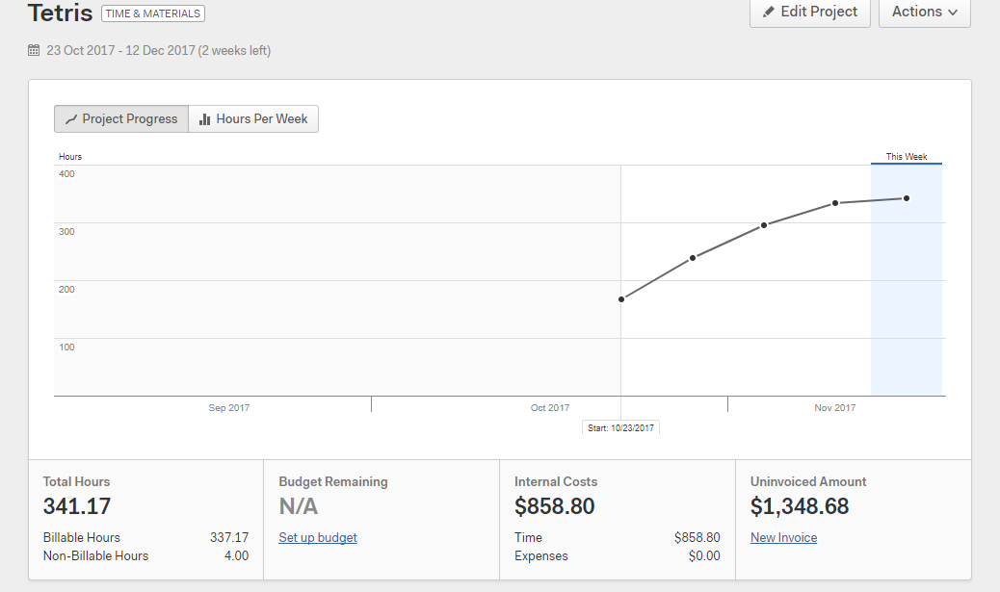 Tetris TIME & MATERIALS
Edit Project Actions
23 Oct 2017 - 12 Dec 2017 (2 weeks left)
Project Progress Hours Per Week
Hours This Week
400
300
200
100
Sep 2017 Oct 2017 Nov 2017
Start: 10/23/2017
Total Hours Budget Remaining Internal Costs Uninvoiced Amount
341.17 N/A $858.80 $1,348.68
Billable Hours 337.17 Set up budget Time $858.80 New Invoice
Non-Billable Hours 4.00 Expenses $0.00